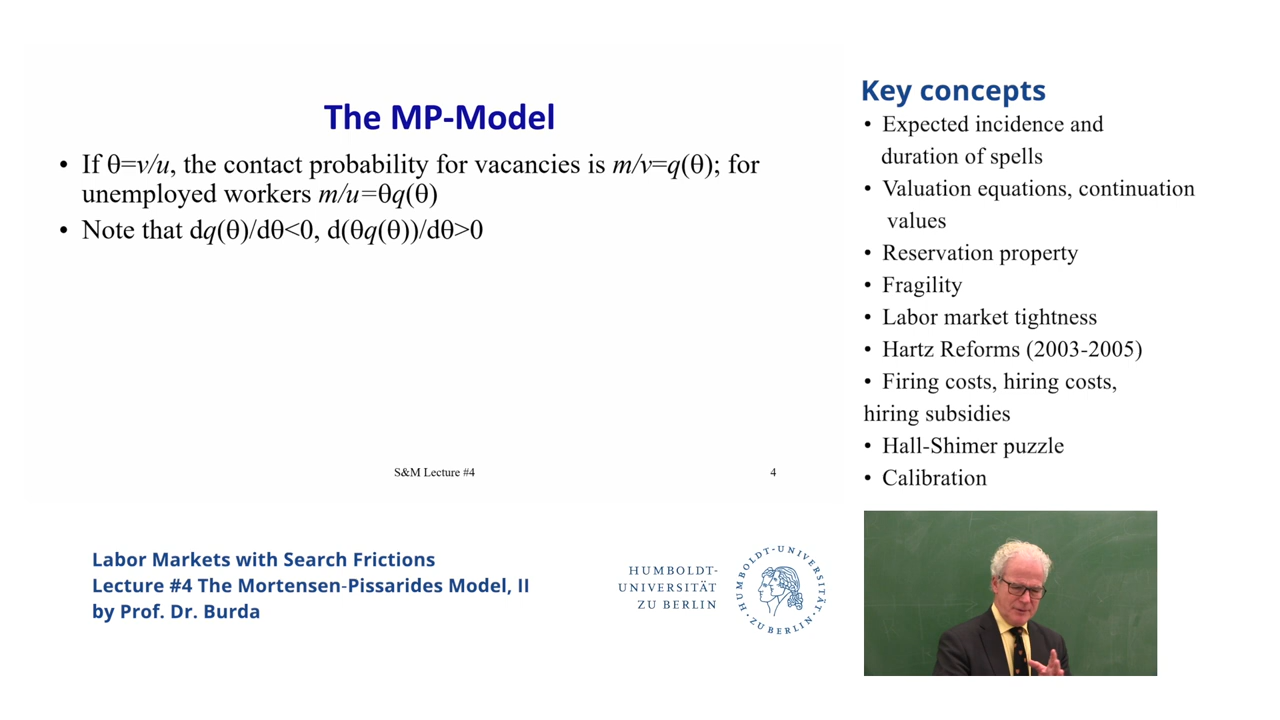 The MP-Model
• If θ=v/u, the contact probability for vacancies is m/v=q(θ); for
unemployed workers m/u=θq(θ)
• Note that dq(θ)/dθ<0, d(θq(θ))/dθ>0
S&M Lecture #4
4
Key concepts
• Expected incidence and
duration of spells
• Valuation equations, continuation
values
• Reservation property
• Fragility
• Labor market tightness
• Hartz Reforms (2003-2005)
• Firing costs, hiring costs,
hiring subsidies
• Hall-Shimer puzzle
• Calibration
Labor Markets with Search Frictions
Lecture #4 The Mortensen-Pissarides Model, II
by Prof. Dr. Burda
HUMBOLDT-
UNIVERSITÄT
ZU BERLIN
HUMBOLDT-UNIVERSITÄT
ZU BERLIN